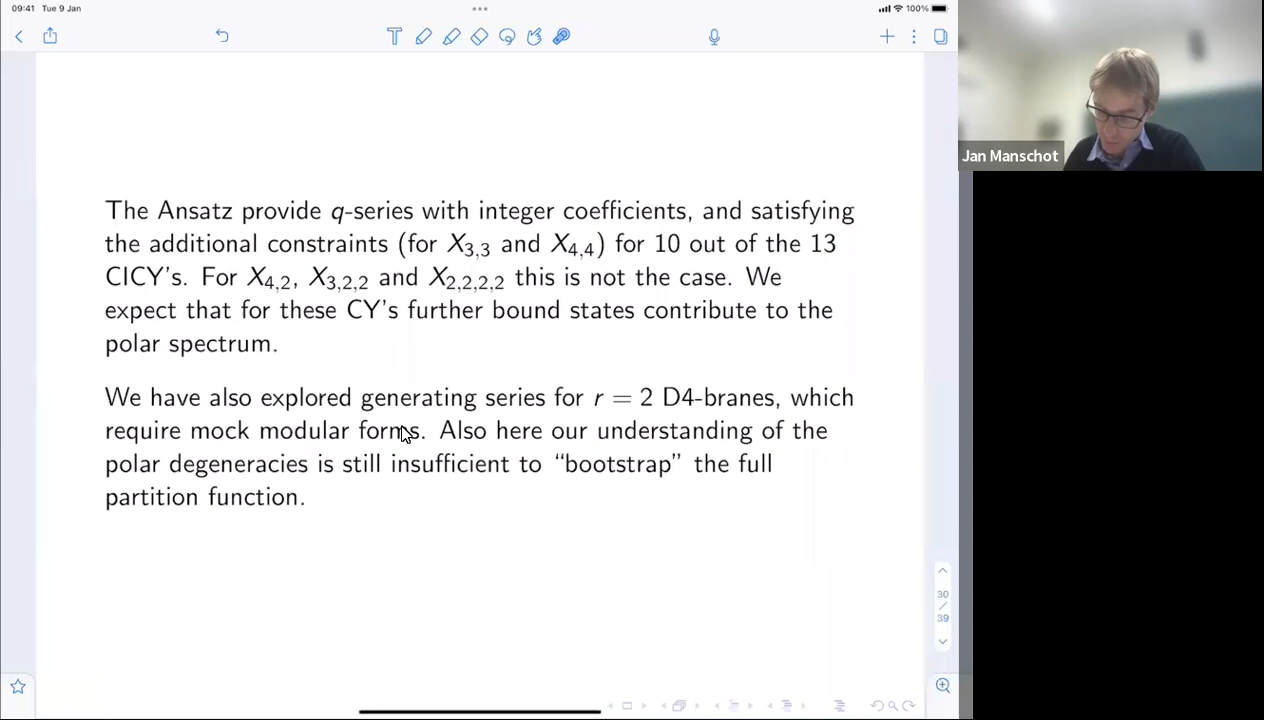 09:41 Tue 9 Jan
100%
Jan Manschot
The Ansatz provide q-series with integer coefficients, and satisfying
the additional constraints (for X3,3 and X4,4) for 10 out of the 13
CICY's. For X4,2, X3,2,2 and X2,2,2,2 this is not the case. We
expect that for these CY's further bound states contribute to the
polar spectrum.
We have also explored generating series for r = 2 D4-branes, which
require mock modular forms. Also here our understanding of the
polar degeneracies is still insufficient to “bootstrap” the full
partition function.
30
/
39